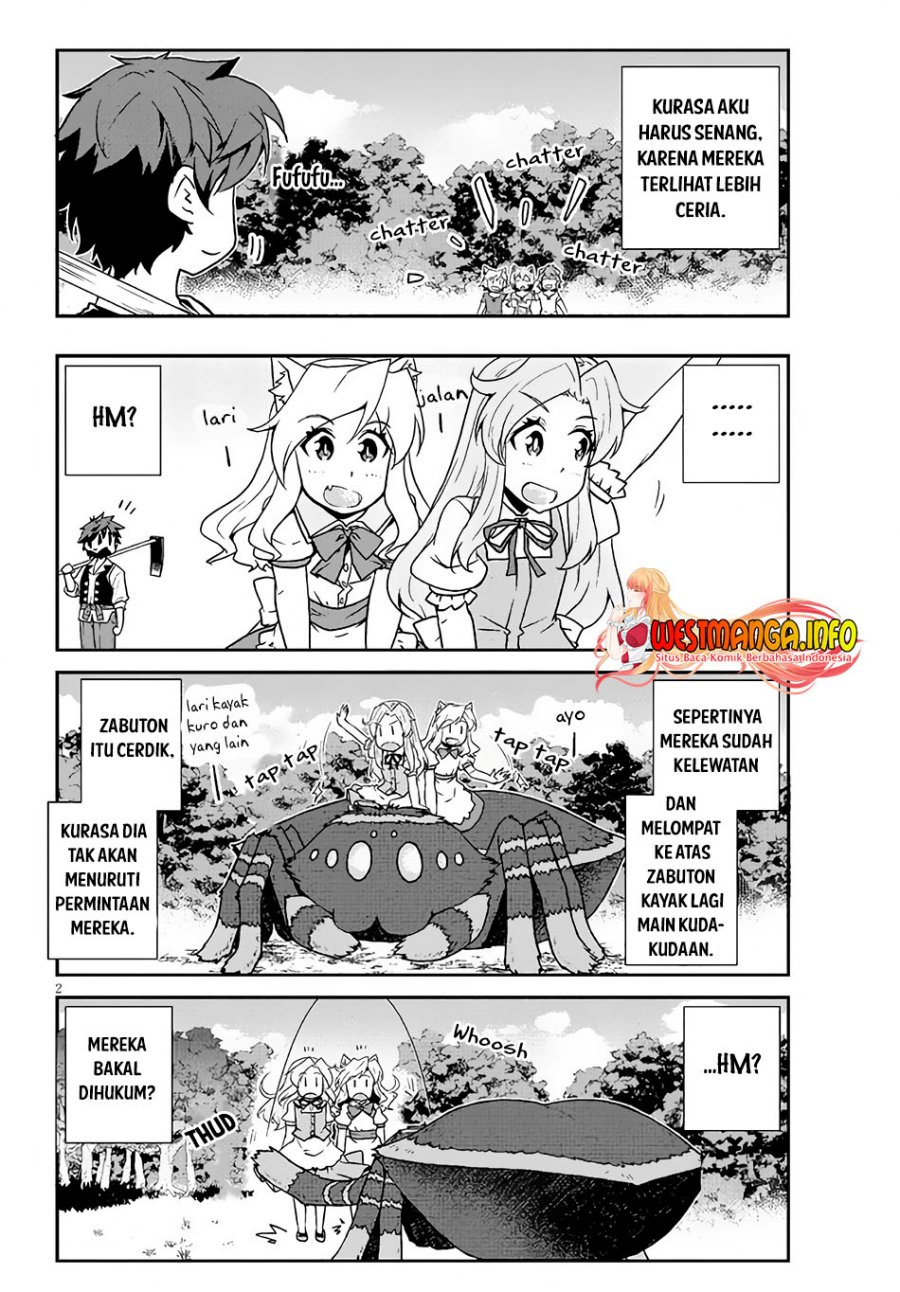 KURASA AKU
HARUS SENANG,
KARENA MEREKA
TERLIHAT LEBIH
CERIA.
chatter
chatter
chatter
Fufufu...
.....
.....
jalan
lari
HM?
WESTMANGA.INFO
Situs Baca Komik Berbahasa Indonesia
SEPERTINYA
MEREKA SUDAH
KELEWATAN
DAN
MELOMPAT
KE ATAS
ZABUTON
KAYAK LAGI
MAIN KUDA-
KUDAAN.
ayo
tap tap
tap tap
lari kayak
kuro dan
yang lain
ZABUTON
ITU CERDIK,
KURASA DIA
TAK AKAN
MENURUTI
PERMINTAAN
MEREKA.
2
...HM?
Whoosh
THUD
MEREKA
BAKAL
DIHUKUM?